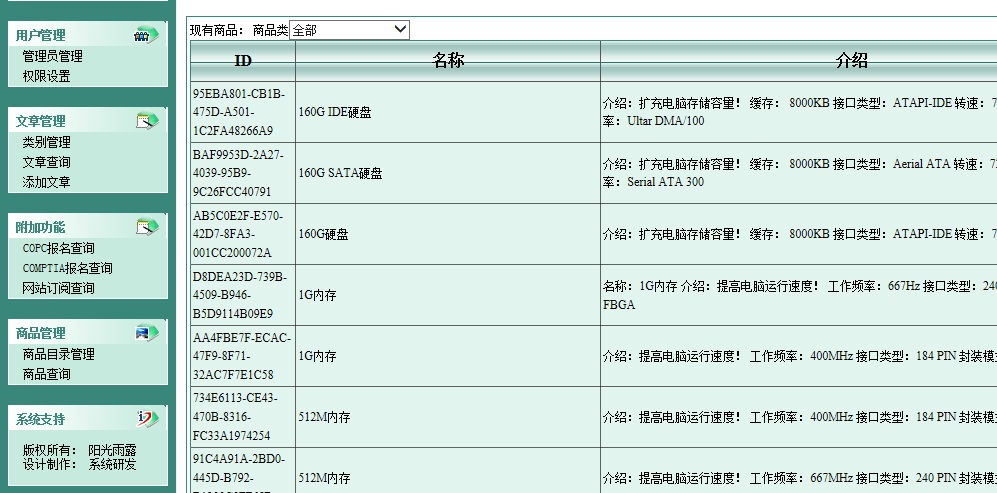 用户管理
管理员管理
权限设置
文章管理
类别管理
文章查询
添加文章
附加功能
COPC报名查询
COMPTIA报名查询
网站订阅查询
商品管理
商品目录管理
商品查询
系统支持
版权所有： 阳光雨露
设计制作： 系统研发
现有商品： 商品类 全部
ID 名称 介绍
95EBA801-CB1B-
475D-A501-
1C2FA48266A9
160G IDE硬盘
介绍：扩充电脑存储容量！ 缓存： 8000KB 接口类型：ATAPI-IDE 转速：7
率：Ultar DMA/100
BAF9953D-2A27-
4039-95B9-
9C26FCC40791
160G SATA硬盘
介绍：扩充电脑存储容量！ 缓存： 8000KB 接口类型：Aerial ATA 转速：7
率：Serial ATA 300
AB5C0E2F-E570-
42D7-8FA3-
001CC200072A
160G硬盘
介绍：扩充电脑存储容量！ 缓存： 8000KB 接口类型：ATAPI-IDE 转速：7
D8DEA23D-739B-
4509-B946-
B5D9114B09E9
1G内存
名称：1G内存 介绍：提高电脑运行速度！ 工作频率：667Hz 接口类型：240
FBGA
AA4FBE7F-ECAC-
47F9-8F71-
32AC7F7E1C58
1G内存
介绍：提高电脑运行速度！ 工作频率：400MHz 接口类型：184 PIN 封装模
734E6113-CE43-
470B-8316-
FC33A1974254
512M内存
介绍：提高电脑运行速度！ 工作频率：400MHz 接口类型：184 PIN 封装模
91C4A91A-2BD0-
445D-B792-
512M内存
介绍：提高电脑运行速度！ 工作频率：667MHz 接口类型：240 PIN 封装模